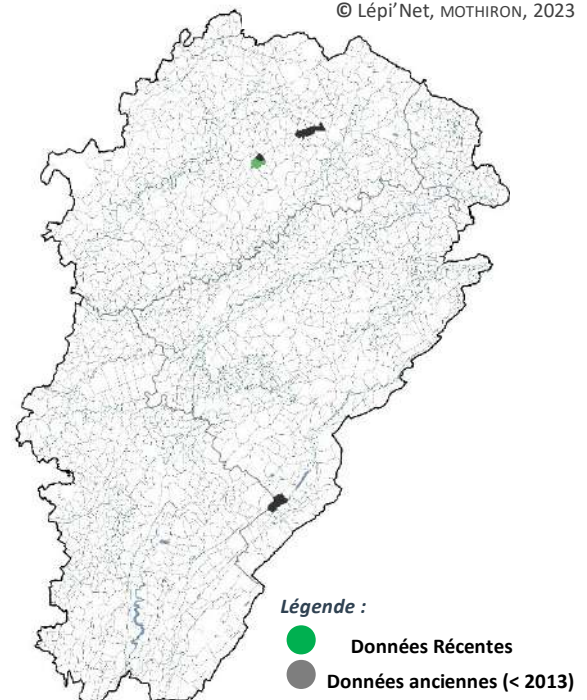 © Lépi’Net, MOTHIRON, 2023
Légende :
Données Récentes
Données anciennes (< 2013)